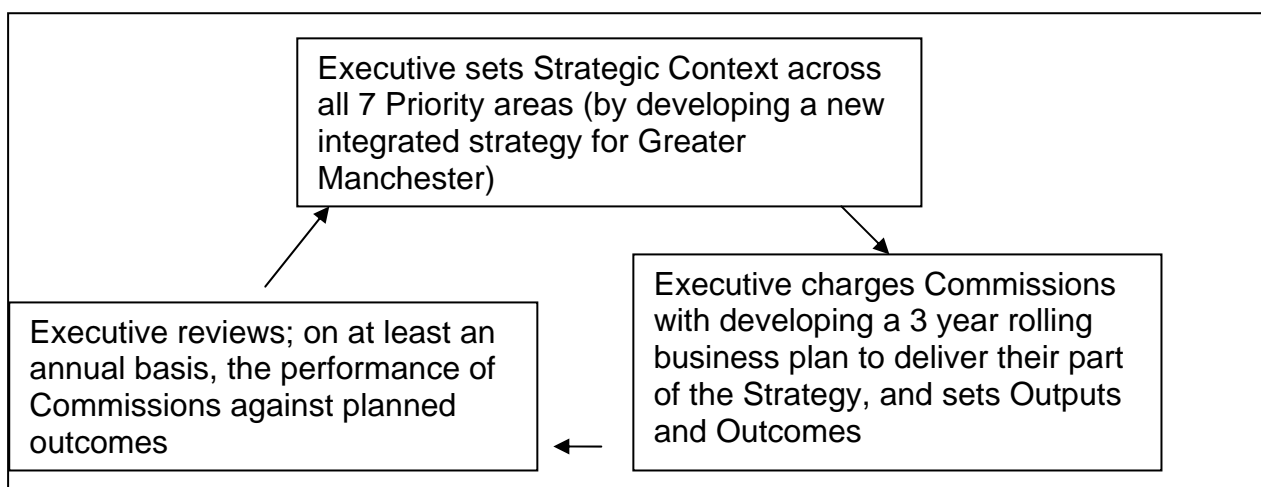 Executive sets Strategic Context across
all 7 Priority areas (by developing a new
integrated strategy for Greater
Manchester)
Executive charges Commissions
with developing a 3 year rolling
business plan to deliver their part
of the Strategy, and sets Outputs
and Outcomes
Executive reviews; on at least an
annual basis, the performance of
Commissions against planned
outcomes